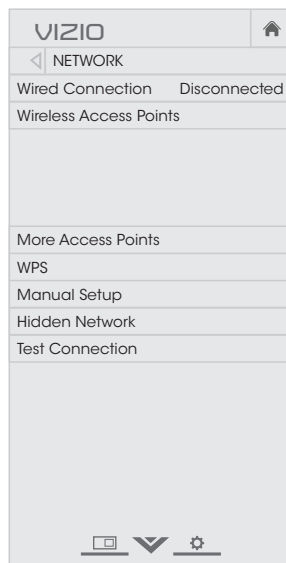 VIZIO
NETWORK
Wired Connection Disconnected
Wireless Access Points
More Access Points
WPS
Manual Setup
Hidden Network
Test Connection